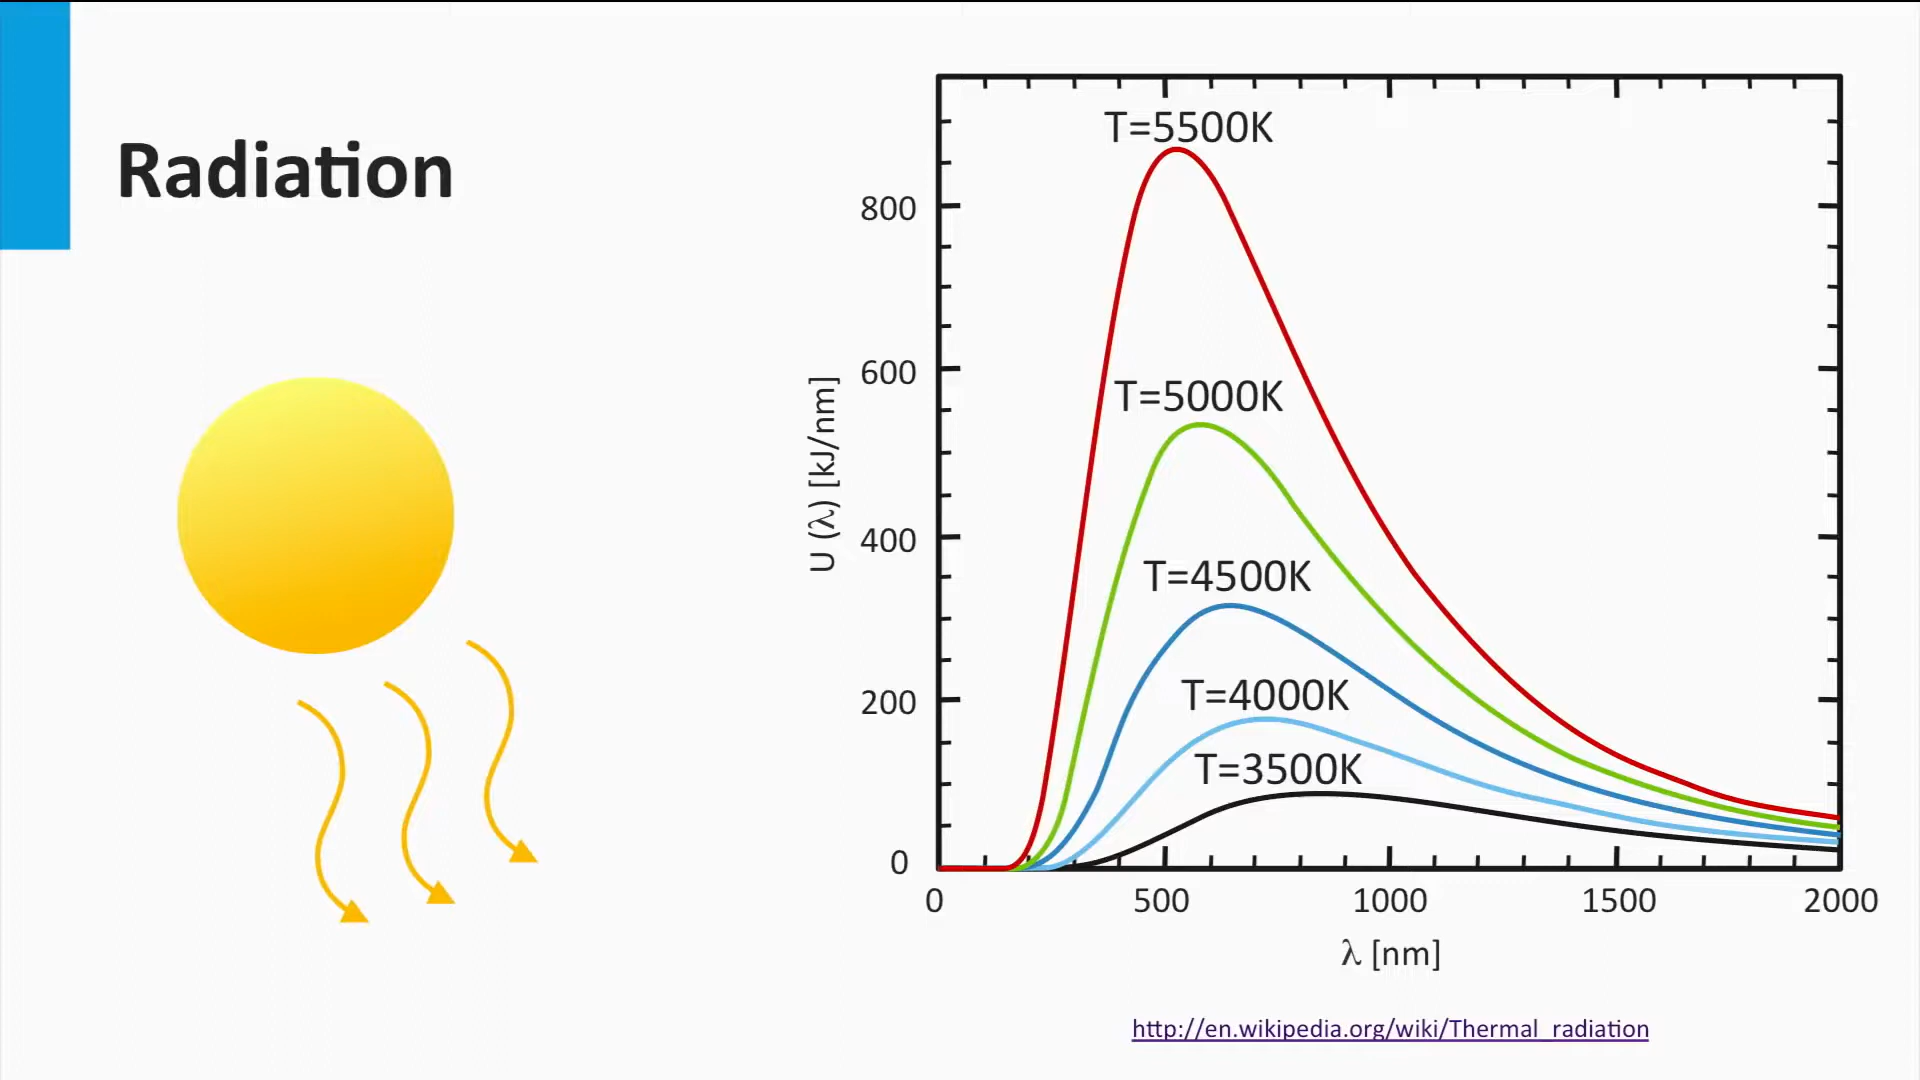 Radiation
T=5500K
T=5000K
T=4500K
T=4000K
T=3500K
800
600
400
200
0
U (λ) [kJ/nm]
0 500 1000 1500 2000
λ [nm]
http://en.wikipedia.org/wiki/Thermal_radiation